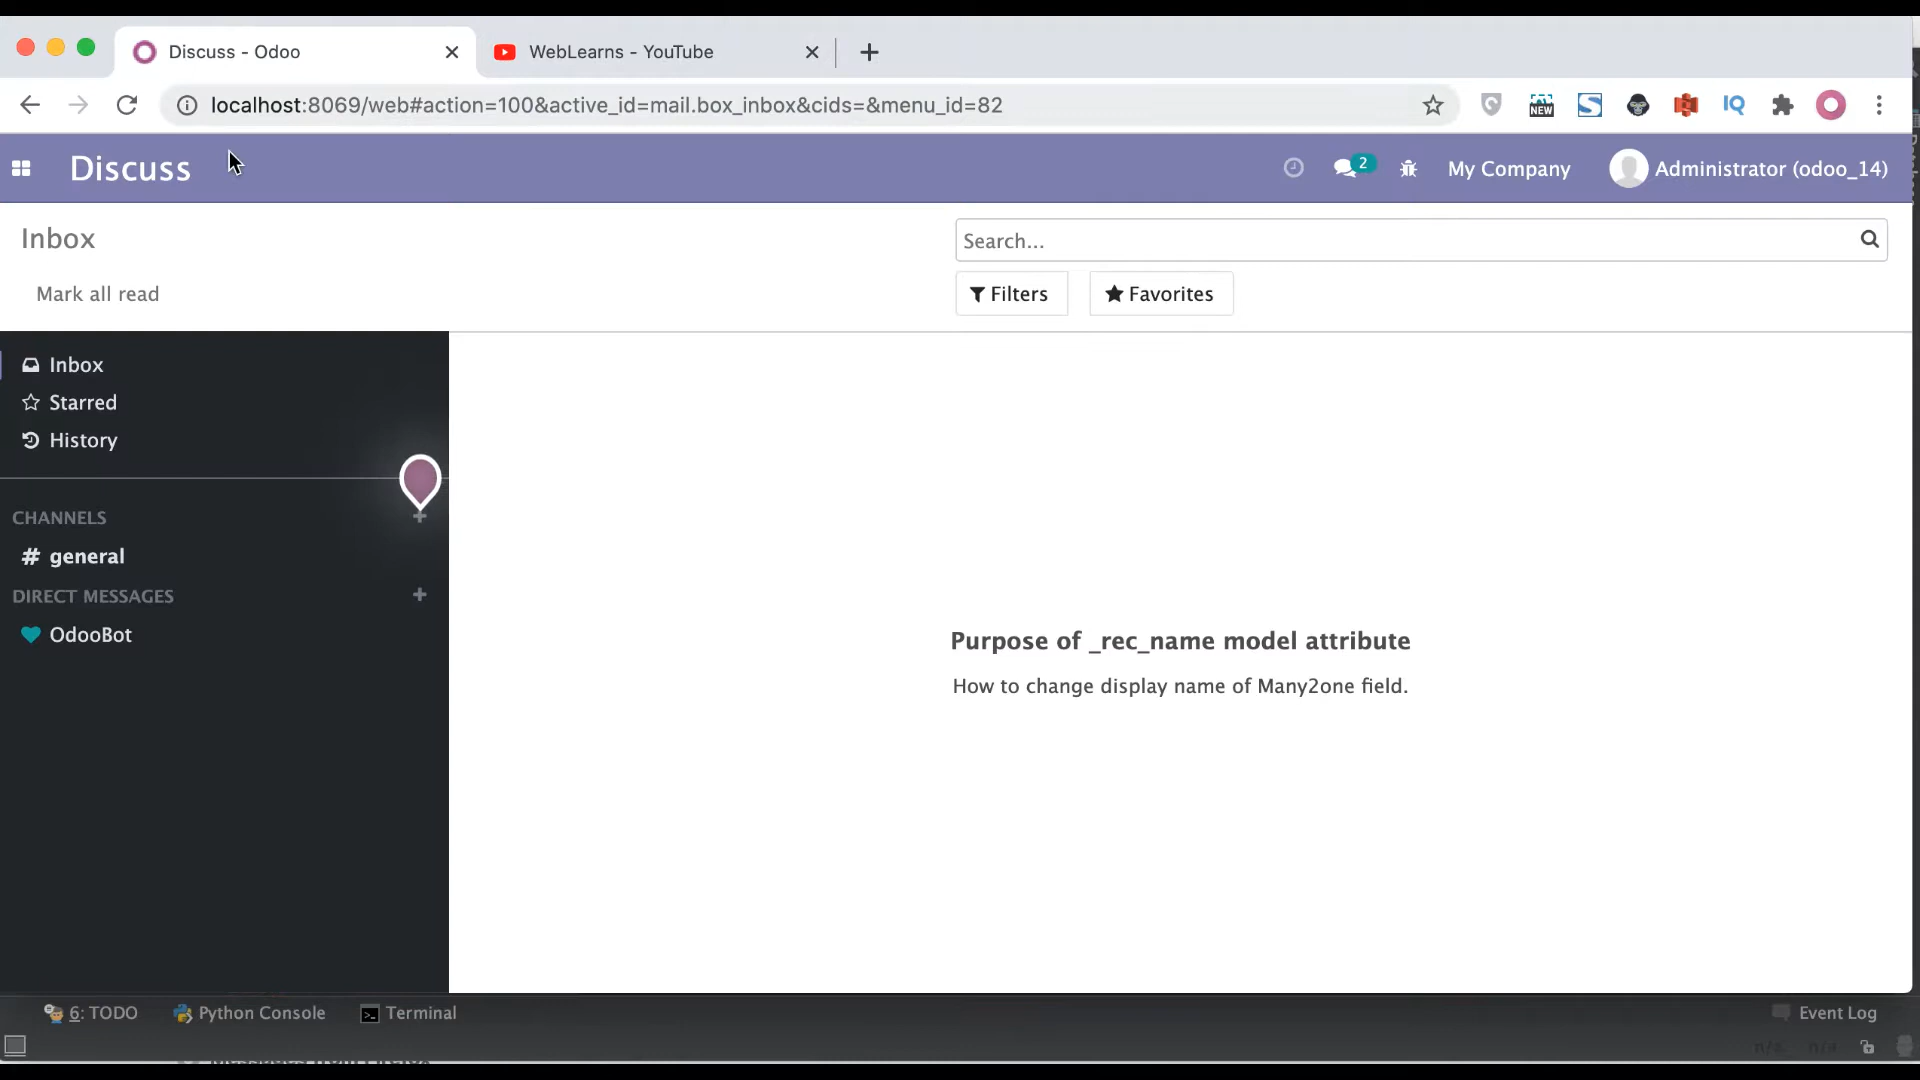 Discuss - Odoo
WebLearns - YouTube
localhost:8069/web#action=100&active_id=mail.box_inbox&cids=&menu_id=82
NEW
IQ
Discuss
2
My Company
Administrator (odoo_14)
Inbox
Search...
Mark all read
Filters
Favorites
Inbox
Starred
History
CHANNELS
# general
DIRECT MESSAGES
OdooBot
Purpose of _rec_name model attribute
How to change display name of Many2one field.
6: TODO
Python Console
Terminal
Event Log